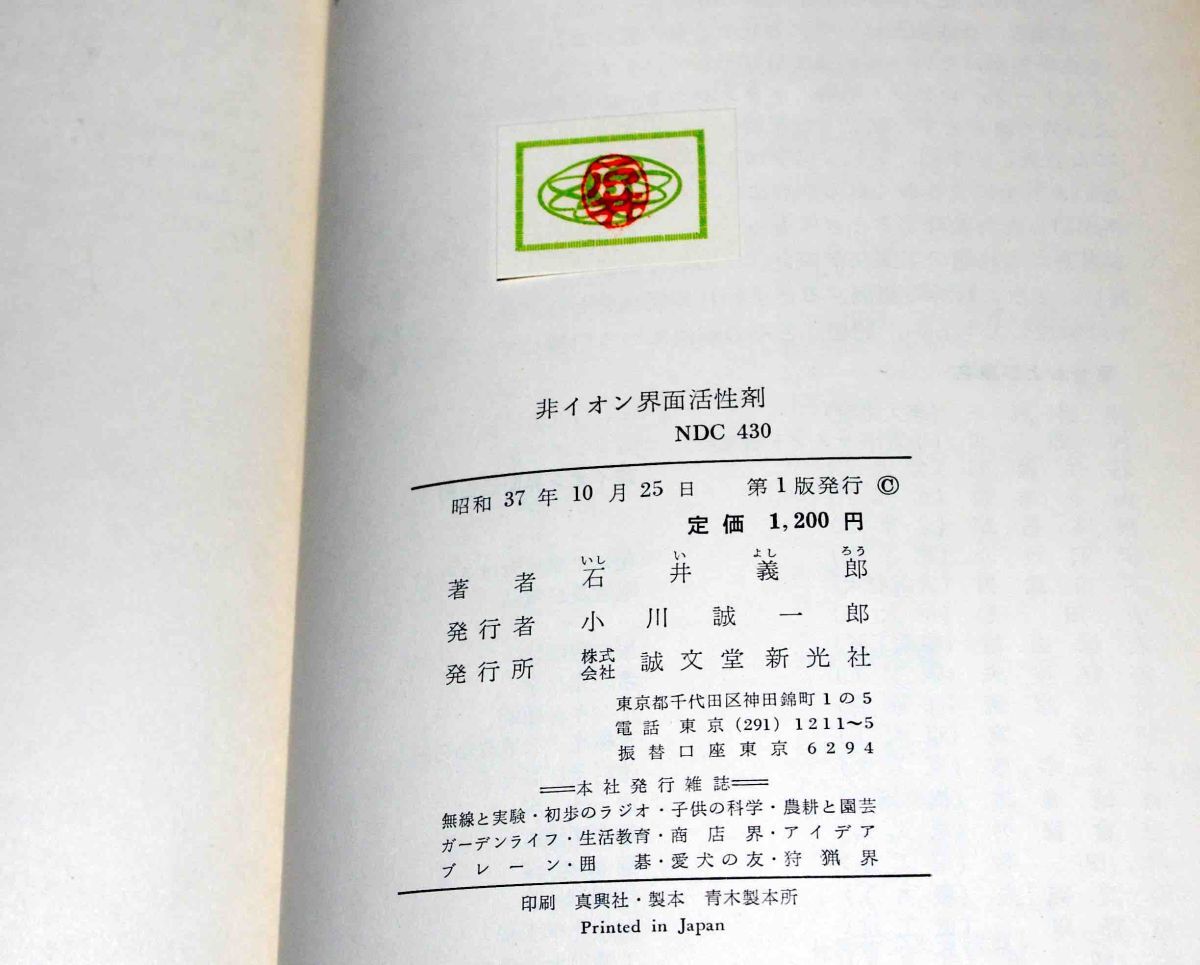 非イオン界面活性剤
NDC 430
昭和 37 年 10 月 25 日 第 1 版発行 ©
定価 1,200 円
いし い よし ろう
著者 石井義郎
発行者 小川誠一郎
発行所 株式会社 誠文堂新光社
東京都千代田区神田錦町1の5
電話 東京 (291) 1211〜5
振替口座東京 6294
==本社発行雑誌==
無線と実験・初歩のラジオ・子供の科学・農耕と園芸
ガーデンライフ・生活教育・商店界・アイデア
ブレーン・囲碁・愛犬の友・狩猟界
印刷 真興社・製本 青木製本所
Printed in Japan